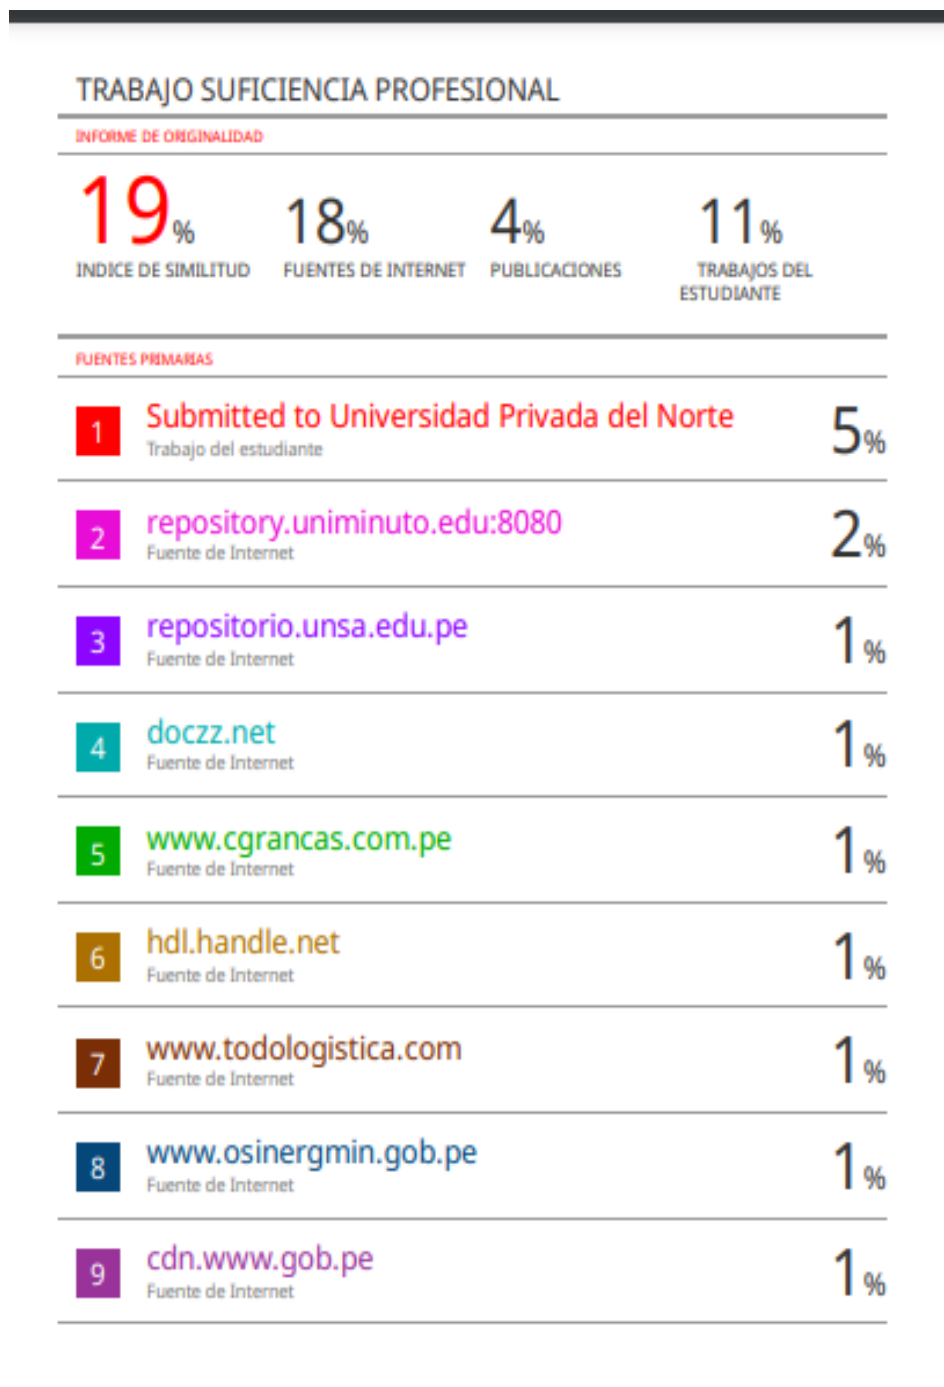 TRABAJO SUFICIENCIA PROFESIONAL
INFORME DE ORIGINALIDAD
19% 18% 4% 11%
INDICE DE SIMILITUD FUENTES DE INTERNET PUBLICACIONES TRABAJOS DEL
ESTUDIANTE
FUENTES PRIMARIAS
1 Submitted to Universidad Privada del Norte 5%
Trabajo del estudiante
2 repository.uniminuto.edu:8080 2%
Fuente de Internet
3 repositorio.unsa.edu.pe 1%
Fuente de Internet
4 doczz.net 1%
Fuente de Internet
5 www.cgrancas.com.pe 1%
Fuente de Internet
6 hdl.handle.net 1%
Fuente de Internet
7 www.todologistica.com 1%
Fuente de Internet
8 www.osinergmin.gob.pe 1%
Fuente de Internet
9 cdn.www.gob.pe 1%
Fuente de Internet